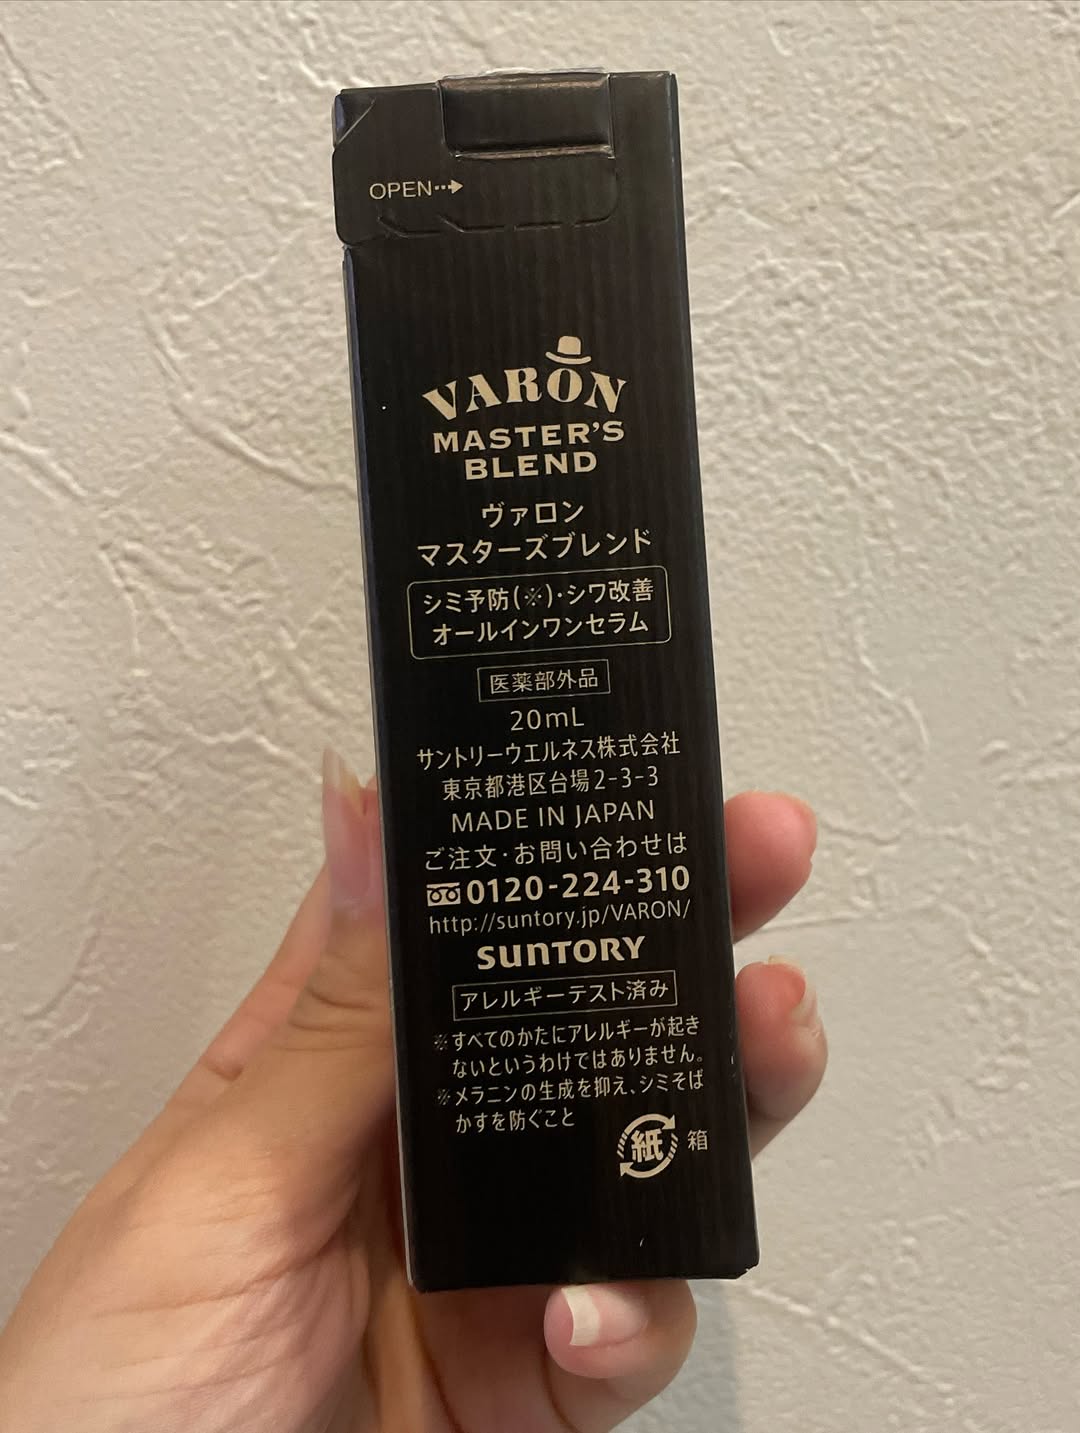 OPEN
VARON
MASTER'S
BLEND
ヴァロン
マスターズブレンド
シミ予防(※)・シワ改善
オールインワンセラム
医薬部外品
20mL
サントリーウエルネス株式会社
東京都港区台場2-3-3
MADE IN JAPAN
ご注文・お問い合わせは
0120-224-310
http://suntory.jp/VARON/
SUNTORY
アレルギーテスト済み
※すべてのかたにアレルギーが起き
ないというわけではありません。
※メラニンの生成を抑え、シミそば
かすを防ぐこと
紙 箱